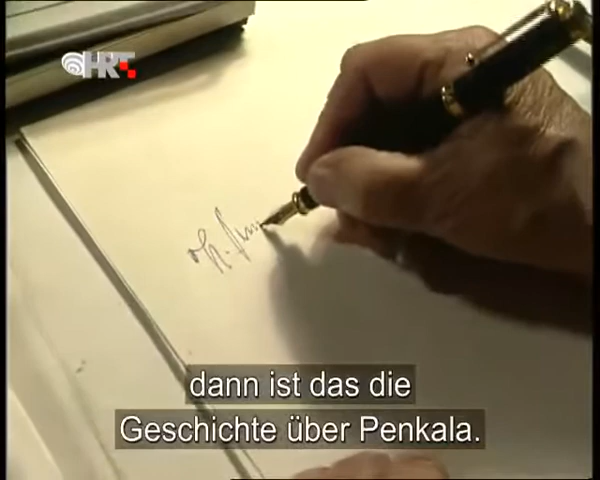 HRT
dann ist das die
Geschichte über Penkala.